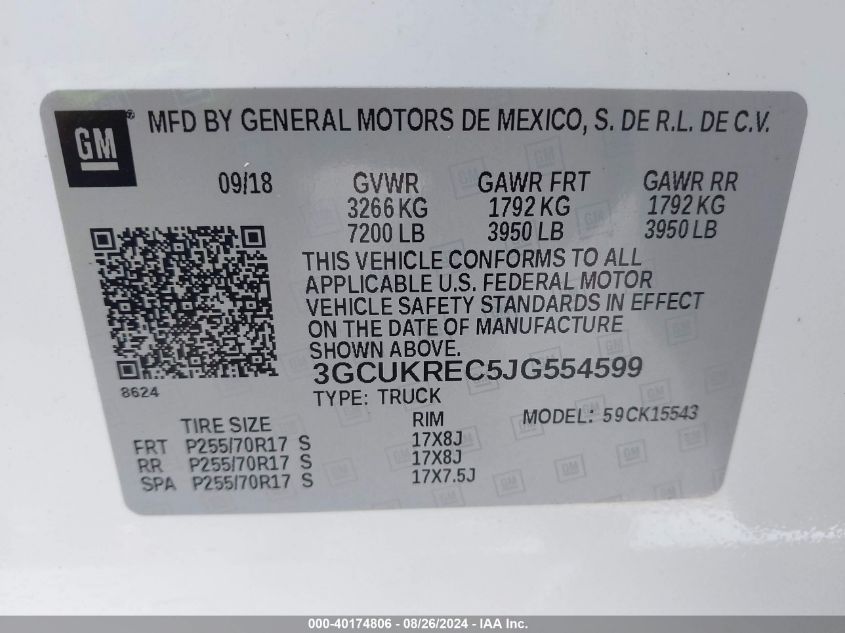 GM ® MFD BY GENERAL MOTORS DE MEXICO, S. DE R.L. DE C.V.
09/18 GVWR GAWR FRT GAWR RR
3266 KG 1792 KG 1792 KG
7200 LB 3950 LB 3950 LB
THIS VEHICLE CONFORMS TO ALL
APPLICABLE U.S. FEDERAL MOTOR
VEHICLE SAFETY STANDARDS IN EFFECT
ON THE DATE OF MANUFACTURE
SHOWN ABOVE.
3GCUKREC5JG554599
8624
TYPE: TRUCK
TIRE SIZE RIM MODEL: 59CK15543
FRT P255/70R17 S 17X8J
RR P255/70R17 S 17X8J
SPA P255/70R17 S 17X7.5J
000-40174806 - 08/26/2024 - COPYRIGHT IAA, Inc.